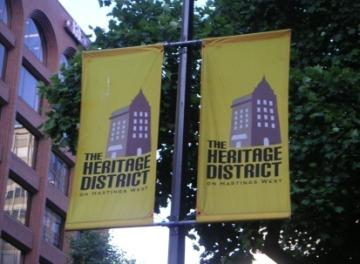 THE
HERITAGE
DISTRICT
ON HASTINGS WEST
THE
HERITAGE
DISTRICT
ON HASTINGS WEST